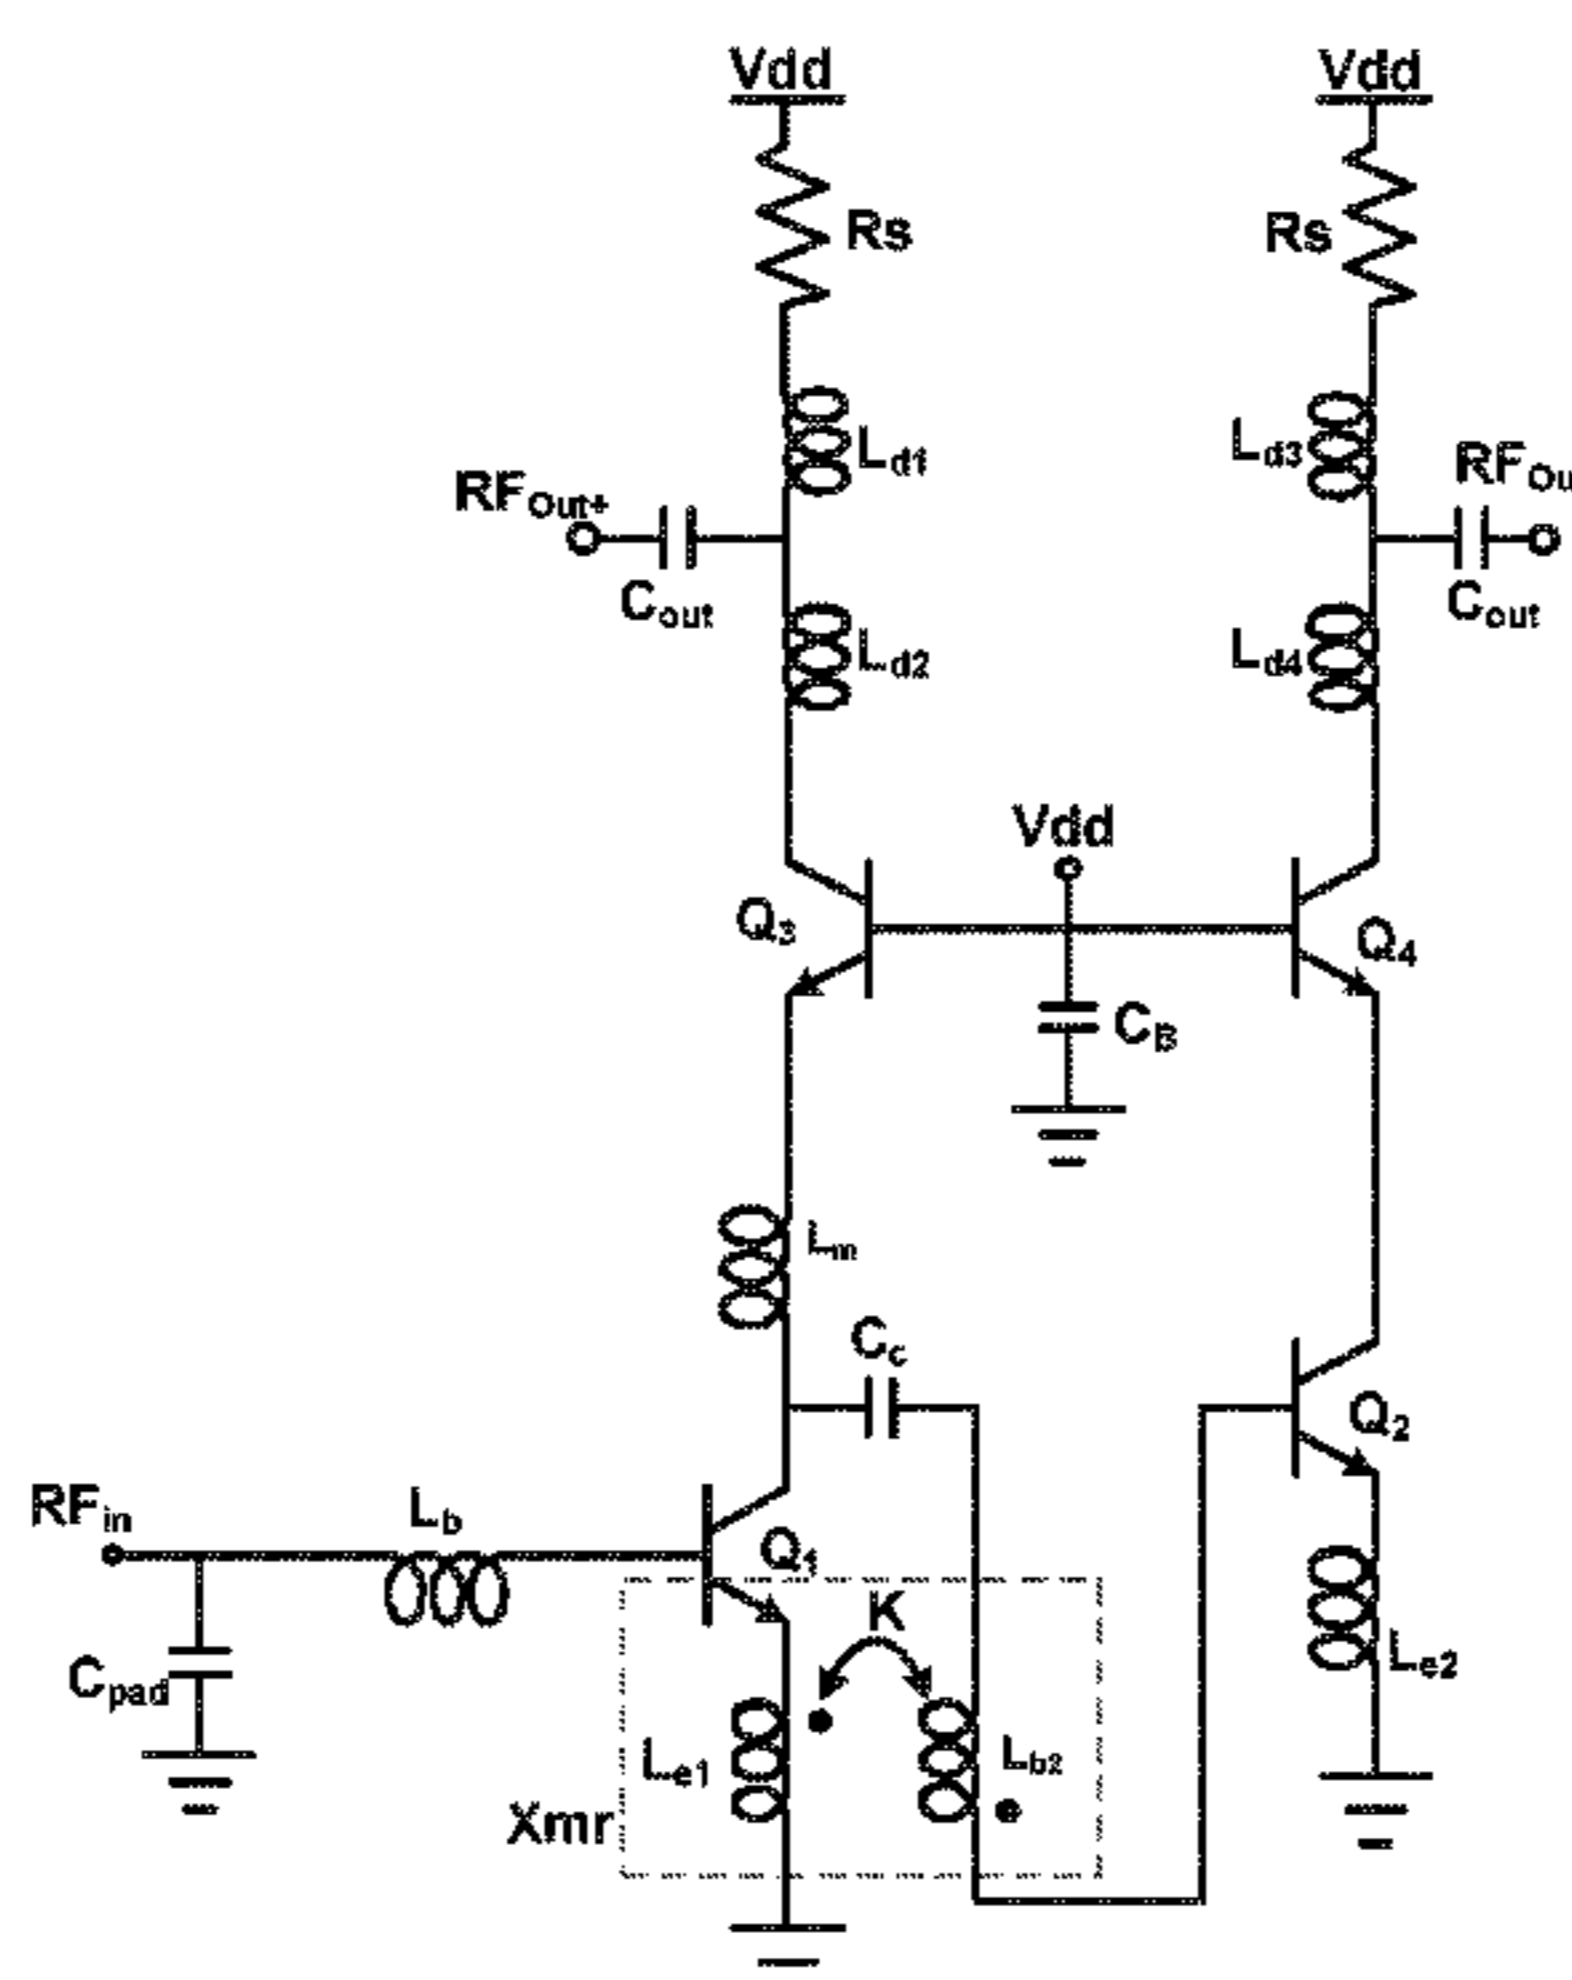 Vdd Vdd
Rs Rs
Ld1 Ld3
RFOut+ RFOu
Cout Cout
Ld2 Ld4
Vdd
Q3 Q4
CB
Lm
Cc
Q2
RFin Lb Q1
K
Cpad Le1 Lb2 Le2
Xmr